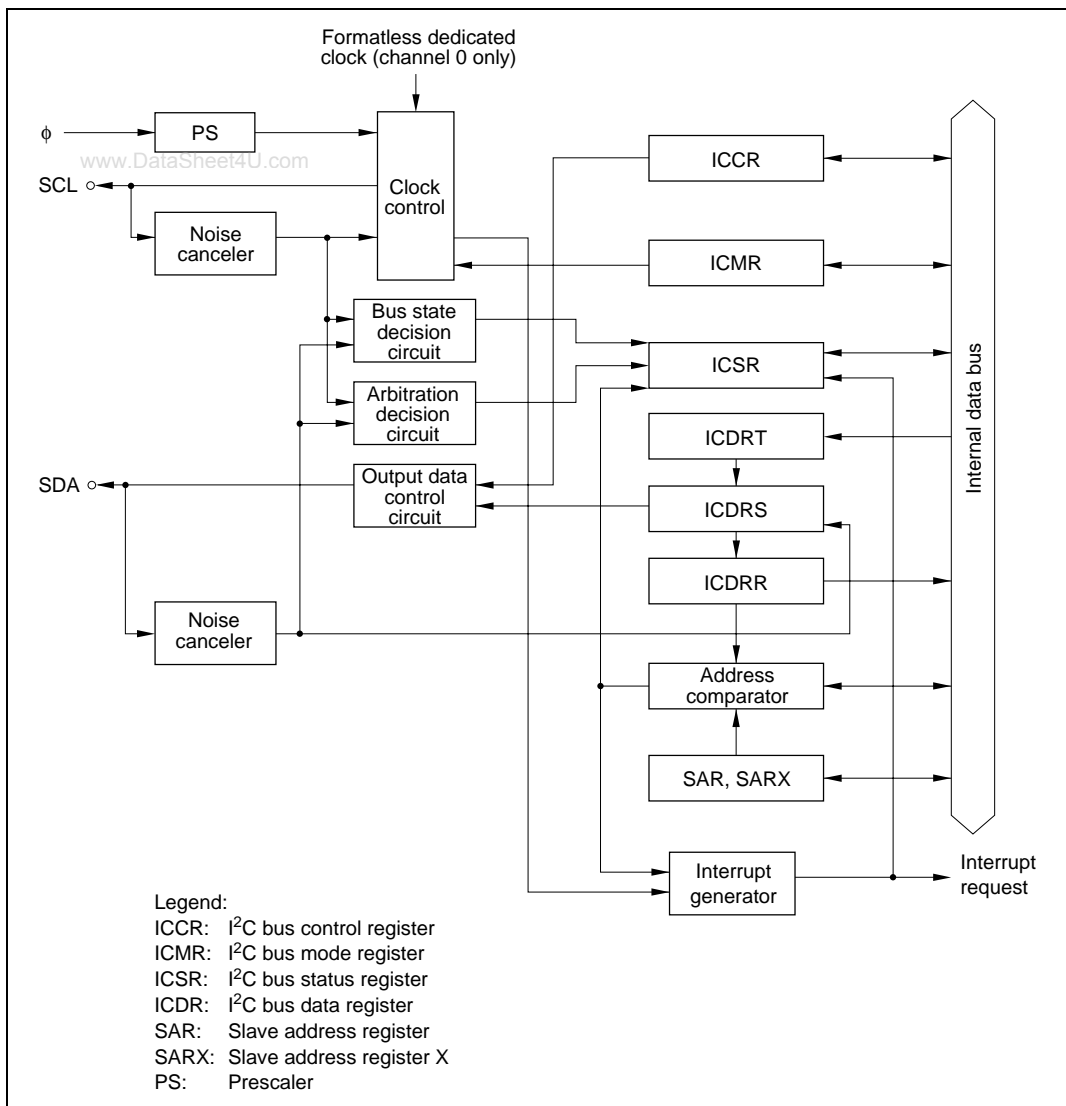 Formatless dedicated
clock (channel 0 only)
ϕ
PS
www.DataSheet4U.com
SCL
Clock
control
Noise
canceler
ICCR
ICMR
Bus state
decision
circuit
ICSR
Arbitration
decision
circuit
ICDRT
SDA
Output data
control
circuit
ICDRS
ICDRR
Noise
canceler
Address
comparator
SAR, SARX
Internal data bus
Interrupt
generator
Interrupt
request
Legend:
ICCR: I²C bus control register
ICMR: I²C bus mode register
ICSR: I²C bus status register
ICDR: I²C bus data register
SAR: Slave address register
SARX: Slave address register X
PS: Prescaler